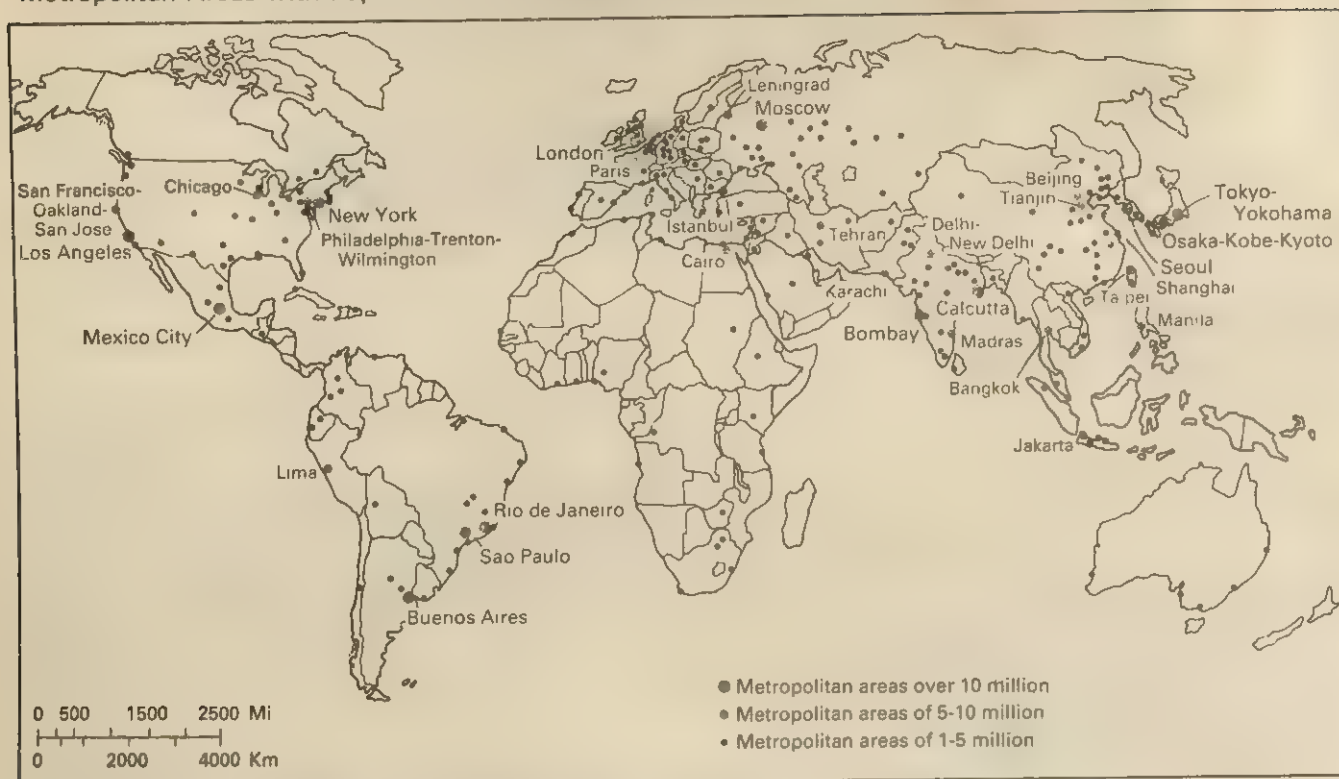 Metropolitan Areas with
Leningrad
Moscow
London
Paris
Istanbul
Cairo
Tehran
Karachi
Delhi-
New Delhi
Bombay
Calcutta
Madras
Bangkok
Jakarta
Beijing
Tianjin
Tokyo-
Yokohama
Osaka-Kobe-Kyoto
Seoul
Shanghai
Taipei
Manila
San Francisco-
Oakland-
San Jose
Los Angeles
Chicago
New York
Philadelphia-Trenton-
Wilmington
Mexico City
Lima
Rio de Janeiro
Sao Paulo
Buenos Aires
Metropolitan areas over 10 million
Metropolitan areas of 5-10 million
Metropolitan areas of 1-5 million
0 500 1500 2500 Mi
0 2000 4000 Km